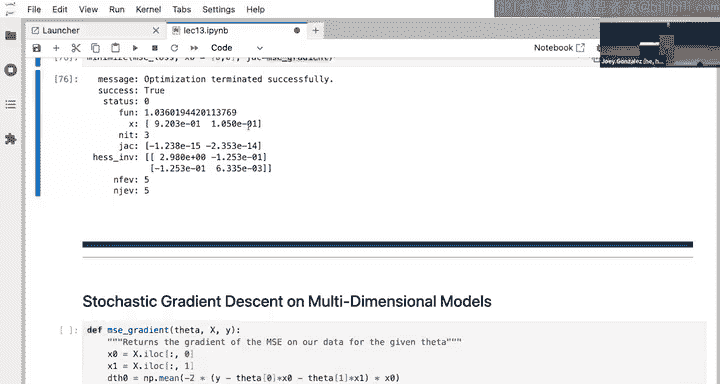 File Edit View Run Kernel Tabs Settings Help
Launcher
lec13.ipynb
Code
Notebook
[76]:
message: Optimization terminated successfully.
success: True
status: 0
fun: 1.0360194420113769
x: [ 9.203e-01 1.050e-01]
nit: 3
jac: [-1.238e-15 -2.353e-14]
hess_inv: [[ 2.980e+00 -1.253e-01]
[-1.253e-01 6.335e-03]]
nfev: 5
njev: 5
Stochastic Gradient Descent on Multi-Dimensional Models
[ ]: def mse_gradient(theta, X, y):
"""Returns the gradient of the MSE on our data for the given theta"""
x0 = X.iloc[:, 0]
x1 = X.iloc[:, 1]
dth0 = np.mean(-2 * (y - theta[0]*x0 - theta[1]*x1) * x0)